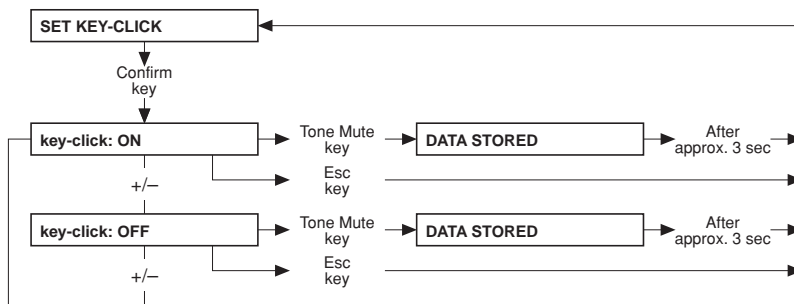 SET KEY-CLICK
Confirm
key
key-click: ON
Tone Mute
key
DATA STORED
After
approx. 3 sec
Esc
key
+/–
key-click: OFF
Tone Mute
key
DATA STORED
After
approx. 3 sec
Esc
key
+/–